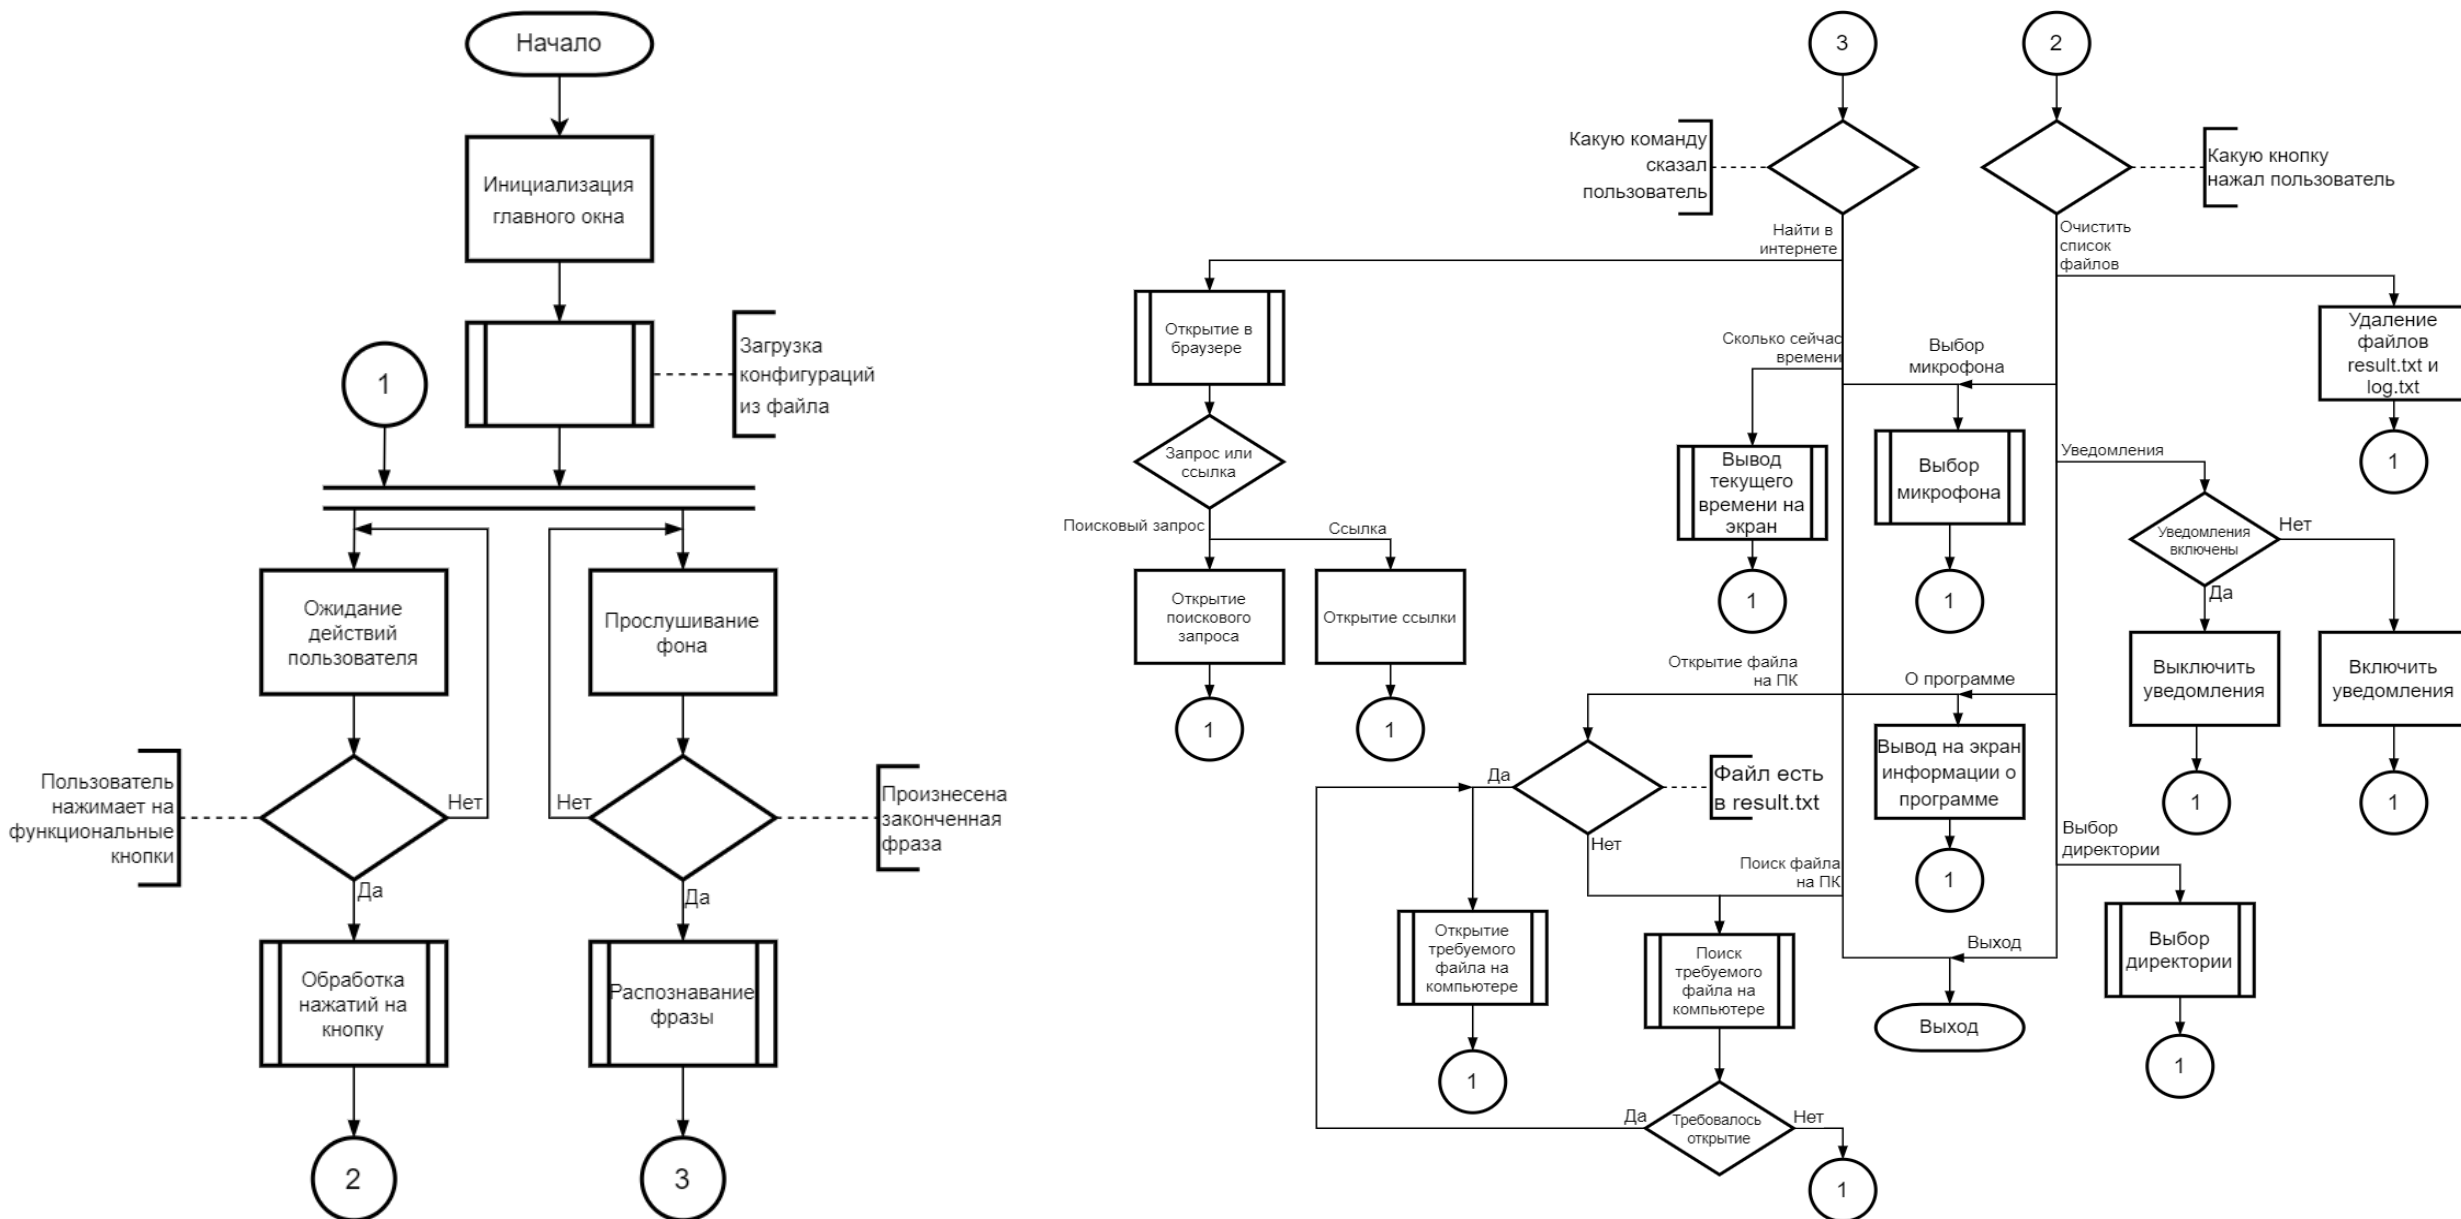 Начало
Инициализация
главного окна
Загрузка
конфигураций
из файла
1
Ожидание
действий
пользователя
Прослушивание
фона
Пользователь
нажимает на
функциональные
кнопки
Нет
Да
Нет
Да
Произнесена
законченная
фраза
Обработка
нажатий на
кнопку
Распознавание
фразы
2
3
3
2
Какую команду
сказал
пользователь
Какую кнопку
нажал пользователь
Найти в
интернете
Очистить
список
файлов
Открытие в
браузере
Сколько сейчас
времени
Выбор
микрофона
Удаление
файлов
result.txt и
log.txt
1
Запрос или
ссылка
Вывод
текущего
времени на
экран
Выбор
микрофона
Уведомления
Уведомления
включены
Нет
Да
Поисковый запрос
Ссылка
Открытие
поискового
запроса
Открытие ссылки
1
1
Выключить
уведомления
Включить
уведомления
1
1
Открытие файла
на ПК
О программе
1
1
Да
Файл есть
в result.txt
Нет
Вывод на экран
информации о
программе
1
Поиск файла
на ПК
Выбор
директории
Открытие
требуемого
файла на
компьютере
Поиск
требуемого
файла на
компьютере
Выход
Выход
Выбор
директории
1
1
Да
Требовалось
открытие
Нет
1